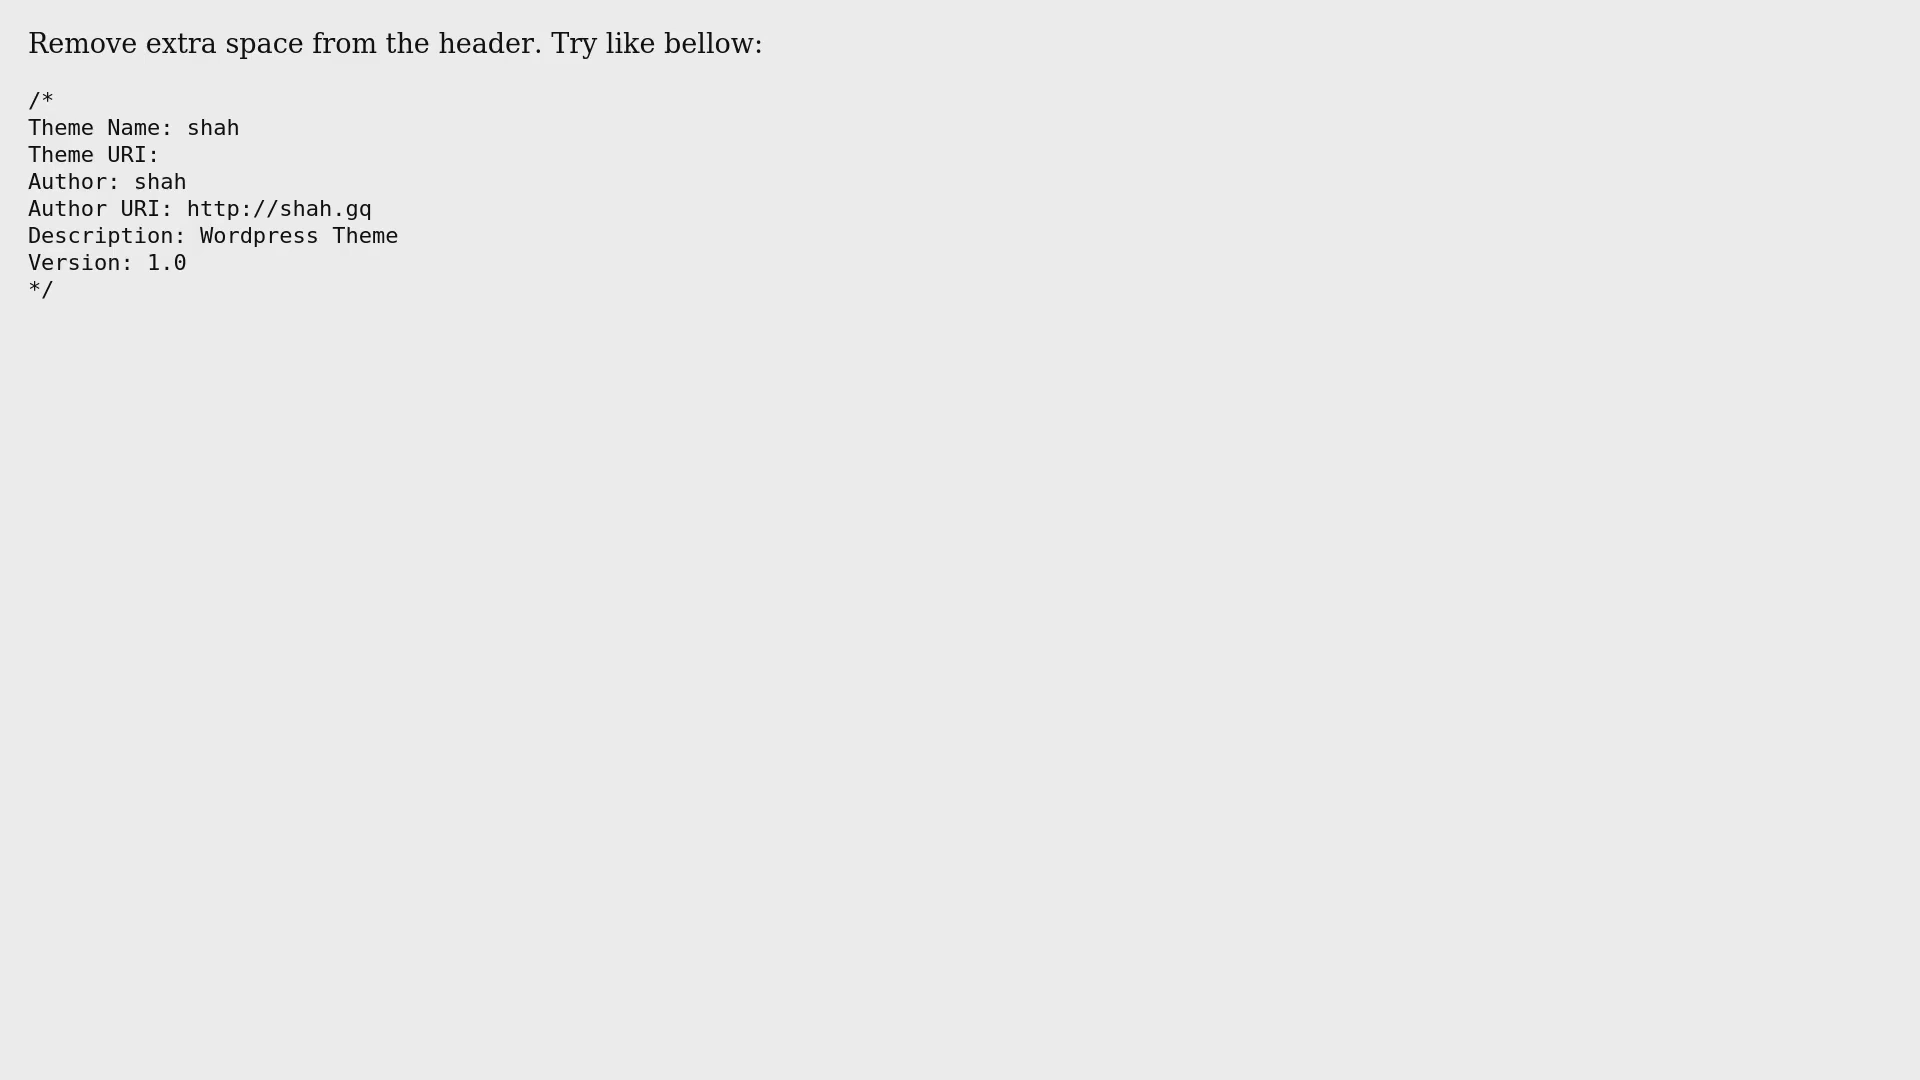 Remove extra space from the header. Try like bellow:
/*
Theme Name: shah
Theme URI:
Author: shah
Author URI: http://shah.gq
Description: Wordpress Theme
Version: 1.0
*/